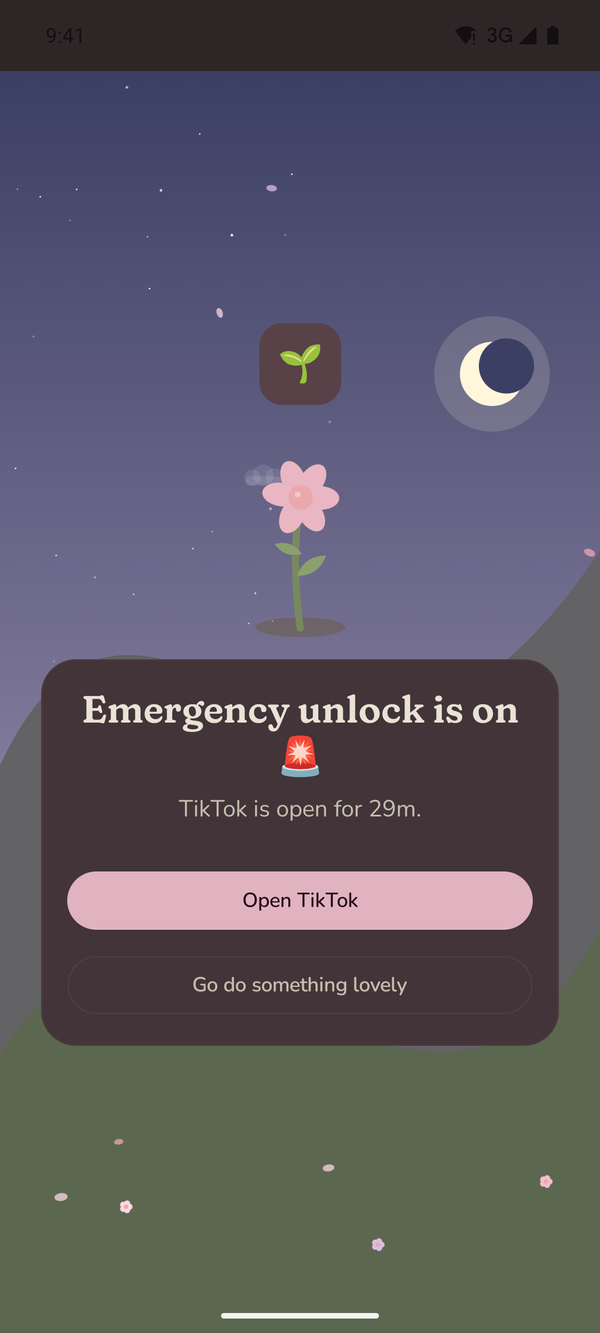 9:41
3G
Emergency unlock is on
🚨
TikTok is open for 29m.
Open TikTok
Go do something lovely